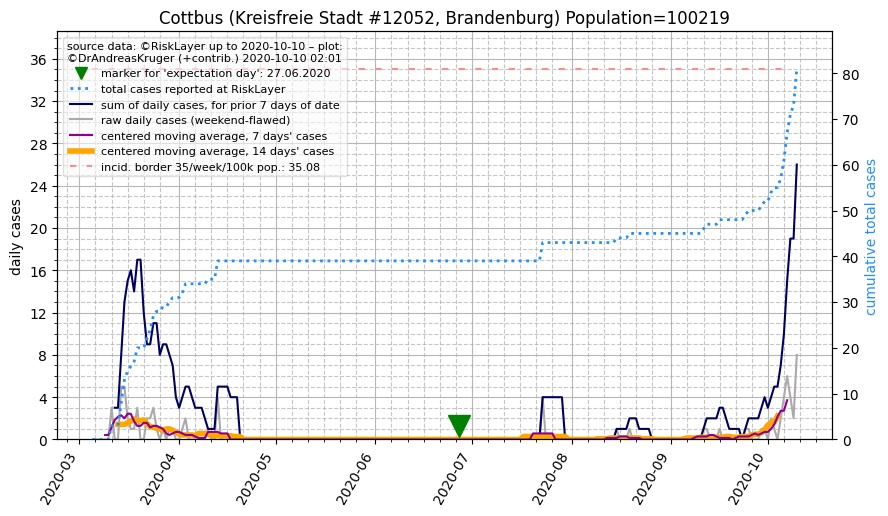 Cottbus (Kreisfreie Stadt #12052, Brandenburg) Population=100219
source data: ©RiskLayer up to 2020-10-10 – plot:
©DrAndreasKruger (+contrib.) 2020-10-10 02:01
marker for 'expectation day': 27.06.2020
total cases reported at RiskLayer
sum of daily cases, for prior 7 days of date
raw daily cases (weekend-flawed)
centered moving average, 7 days' cases
centered moving average, 14 days' cases
incid. border 35/week/100k pop.: 35.08
daily cases
36
32
28
24
20
16
12
8
4
0
80
70
60
50
40
30
20
10
0
cumulative total cases
2020-03
2020-04
2020-05
2020-06
2020-07
2020-08
2020-09
2020-10